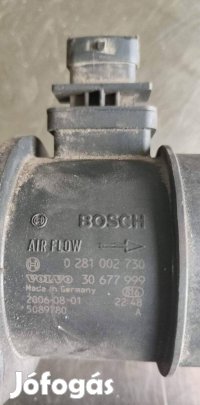 BOSCH
AIR FLOW
0 281 002 730
VOLVO 30 677 999
Made in Germany
2006-08-01 22:48
5089780 A
Jófogás